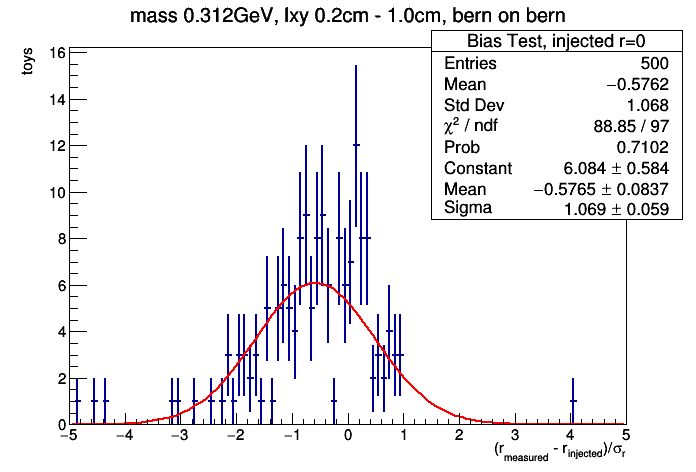 mass 0.312GeV, lxy 0.2cm - 1.0cm, bern on bern
toys
Bias Test, injected r=0
Entries 500
Mean −0.5762
Std Dev 1.068
χ² / ndf 88.85 / 97
Prob 0.7102
Constant 6.084 ± 0.584
Mean −0.5765 ± 0.0837
Sigma 1.069 ± 0.059
16
14
12
10
8
6
4
2
0
−5 −4 −3 −2 −1 0 1 2 3 4 5
(r_measured - r_injected)/σ_r